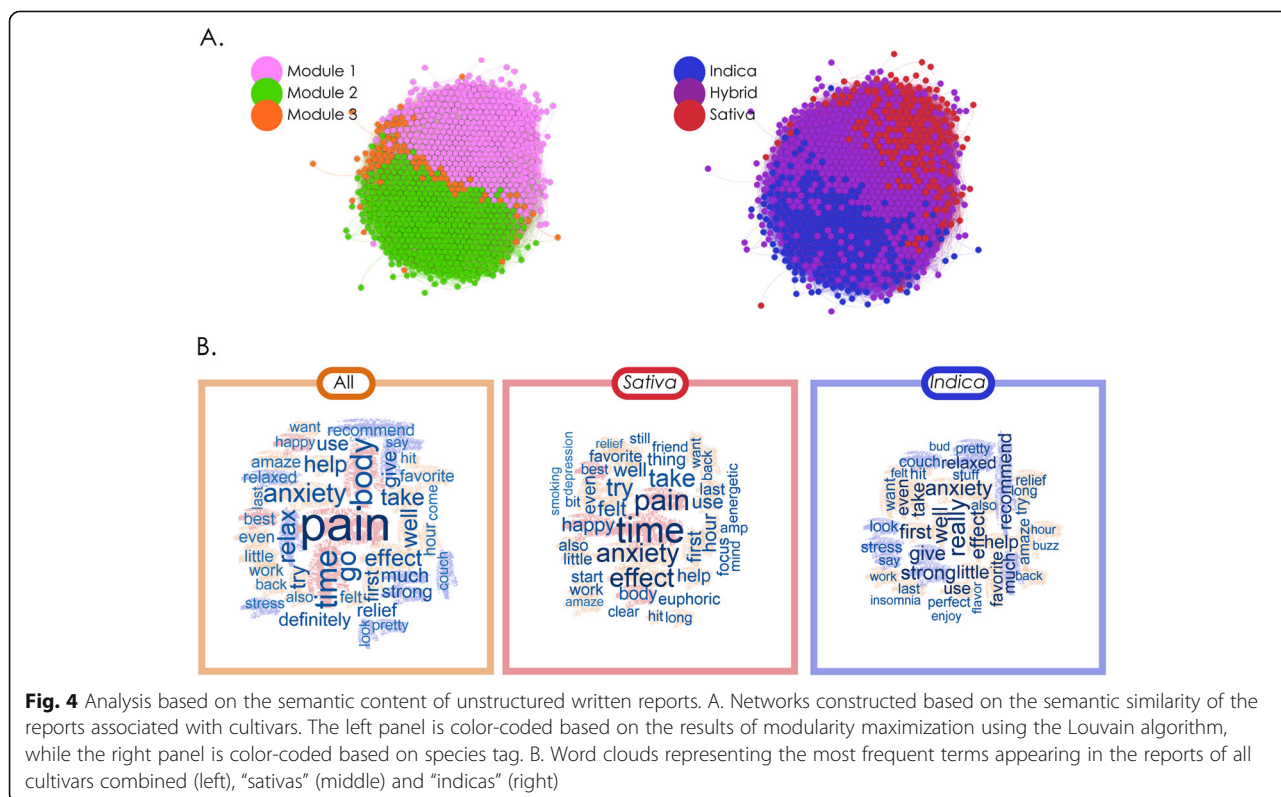 A.
Module 1
Module 2
Module 3
Indica
Hybrid
Sativa
B.
All
want
recommend
happy
use
say
amaze
help
body
give
hit
relaxed
favorite
last
anxiety
take
come
best
pain
well
hour
even
relax
little
go
effect
work
try
time
first
much
couch
back
strong
stress
also
felt
relief
definitely
look
pretty
Sativa
relief
still
friend
want
favorite
thing
back
depression
best
well
take
smoking
bit
even
try
pain
use
last
energetic
felt
happy
time
first
hour
amp
also
anxiety
focus
mind
little
start
effect
help
work
body
euphoric
amaze
clear
hit
long
Indica
bud
pretty
couch
relaxed
recommend
felt
hit
stuff
relief
want
even
take
anxiety
long
also
try
look
first
well
really
effect
help
amaze
hour
stress
give
buzz
say
strong
little
favorite
much
back
work
last
use
insomnia
perfect
flavor
enjoy
Fig. 4 Analysis based on the semantic content of unstructured written reports. A. Networks constructed based on the semantic similarity of the
reports associated with cultivars. The left panel is color-coded based on the results of modularity maximization using the Louvain algorithm,
while the right panel is color-coded based on species tag. B. Word clouds representing the most frequent terms appearing in the reports of all
cultivars combined (left), “sativas” (middle) and “indicas” (right)